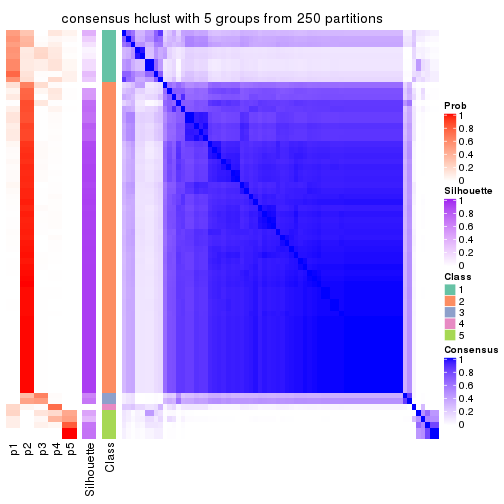 consensus hclust with 5 groups from 250 partitions
Prob
1
0.8
0.6
0.4
0.2
0
Silhouette
1
0.8
0.6
0.4
0.2
0
Class
1
2
3
4
5
Consensus
1
0.8
0.6
0.4
0.2
0
p1
p2
p3
p4
p5
Silhouette
Class